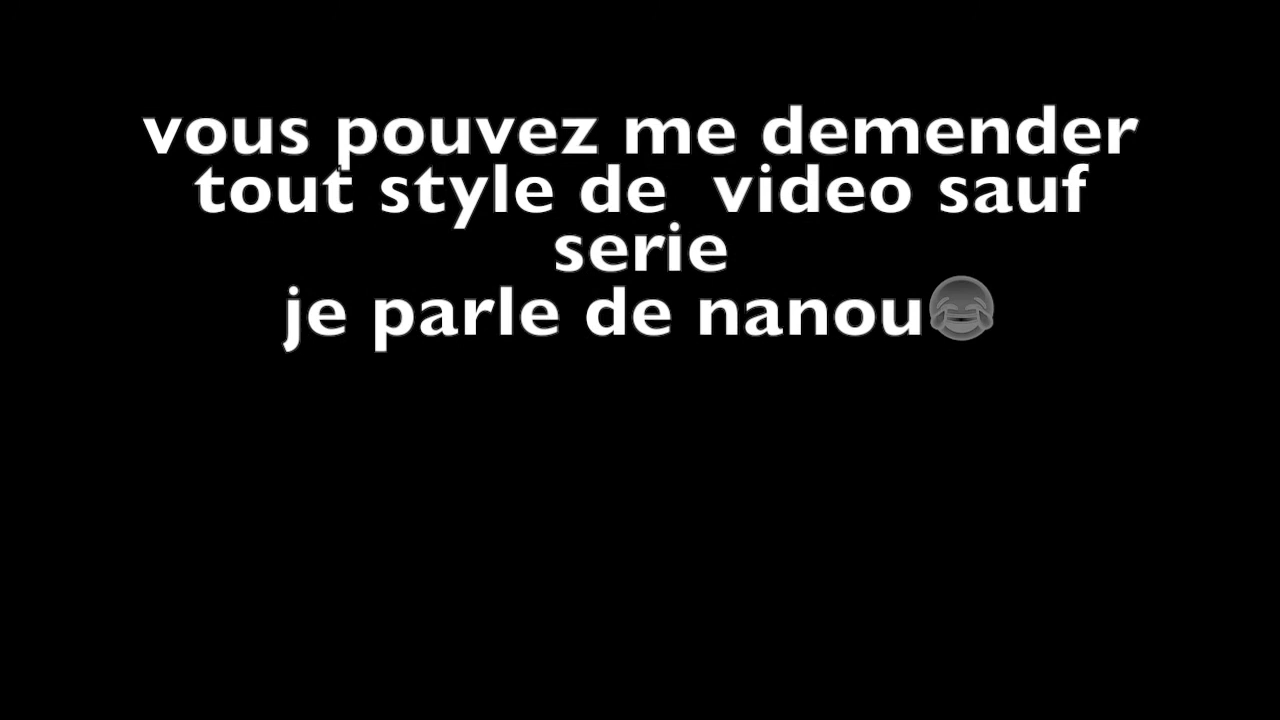 vous pouvez me demender
tout style de  video sauf
serie
je parle de nanou😂